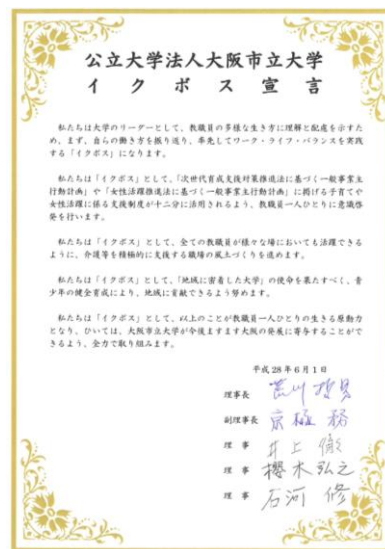 公立大学法人大阪市立大学
イクボス宣言
私たちは大学のリーダーとして、教職員の多様な生き方に理解と配慮を示すた
め、まず、自らの働き方を振り返り、率先してワーク・ライフ・バランスを実践
する「イクボス」になります。
私たちは「イクボス」として、「次世代育成支援対策推進法に基づく一般事業主
行動計画」や「女性活躍推進法に基づく一般事業主行動計画」に掲げる子育てや
女性活躍に係る支援制度が十二分に活用されるよう、教職員一人ひとりに意識啓
発を行います。
私たちは「イクボス」として、全ての教職員が様々な場においても活躍できる
ように、介護等を積極的に支援する職場の風土づくりを進めます。
私たちは「イクボス」として、「地域に密着した大学」の使命を果たすべく、青
少年の健全育成により、地域に貢献できるよう努めます。
私たちは「イクボス」として、以上のことが教職員一人ひとりの生きる原動力
となり、ひいては、大阪市立大学が今後ますます大阪の発展に寄与することがで
きるよう、全力で取り組みます。
平成28年6月1日
理事長 荒川 哲男
副理事長 京極 務
理事 井上 徹
理事 櫻木弘之
理事 石河 修